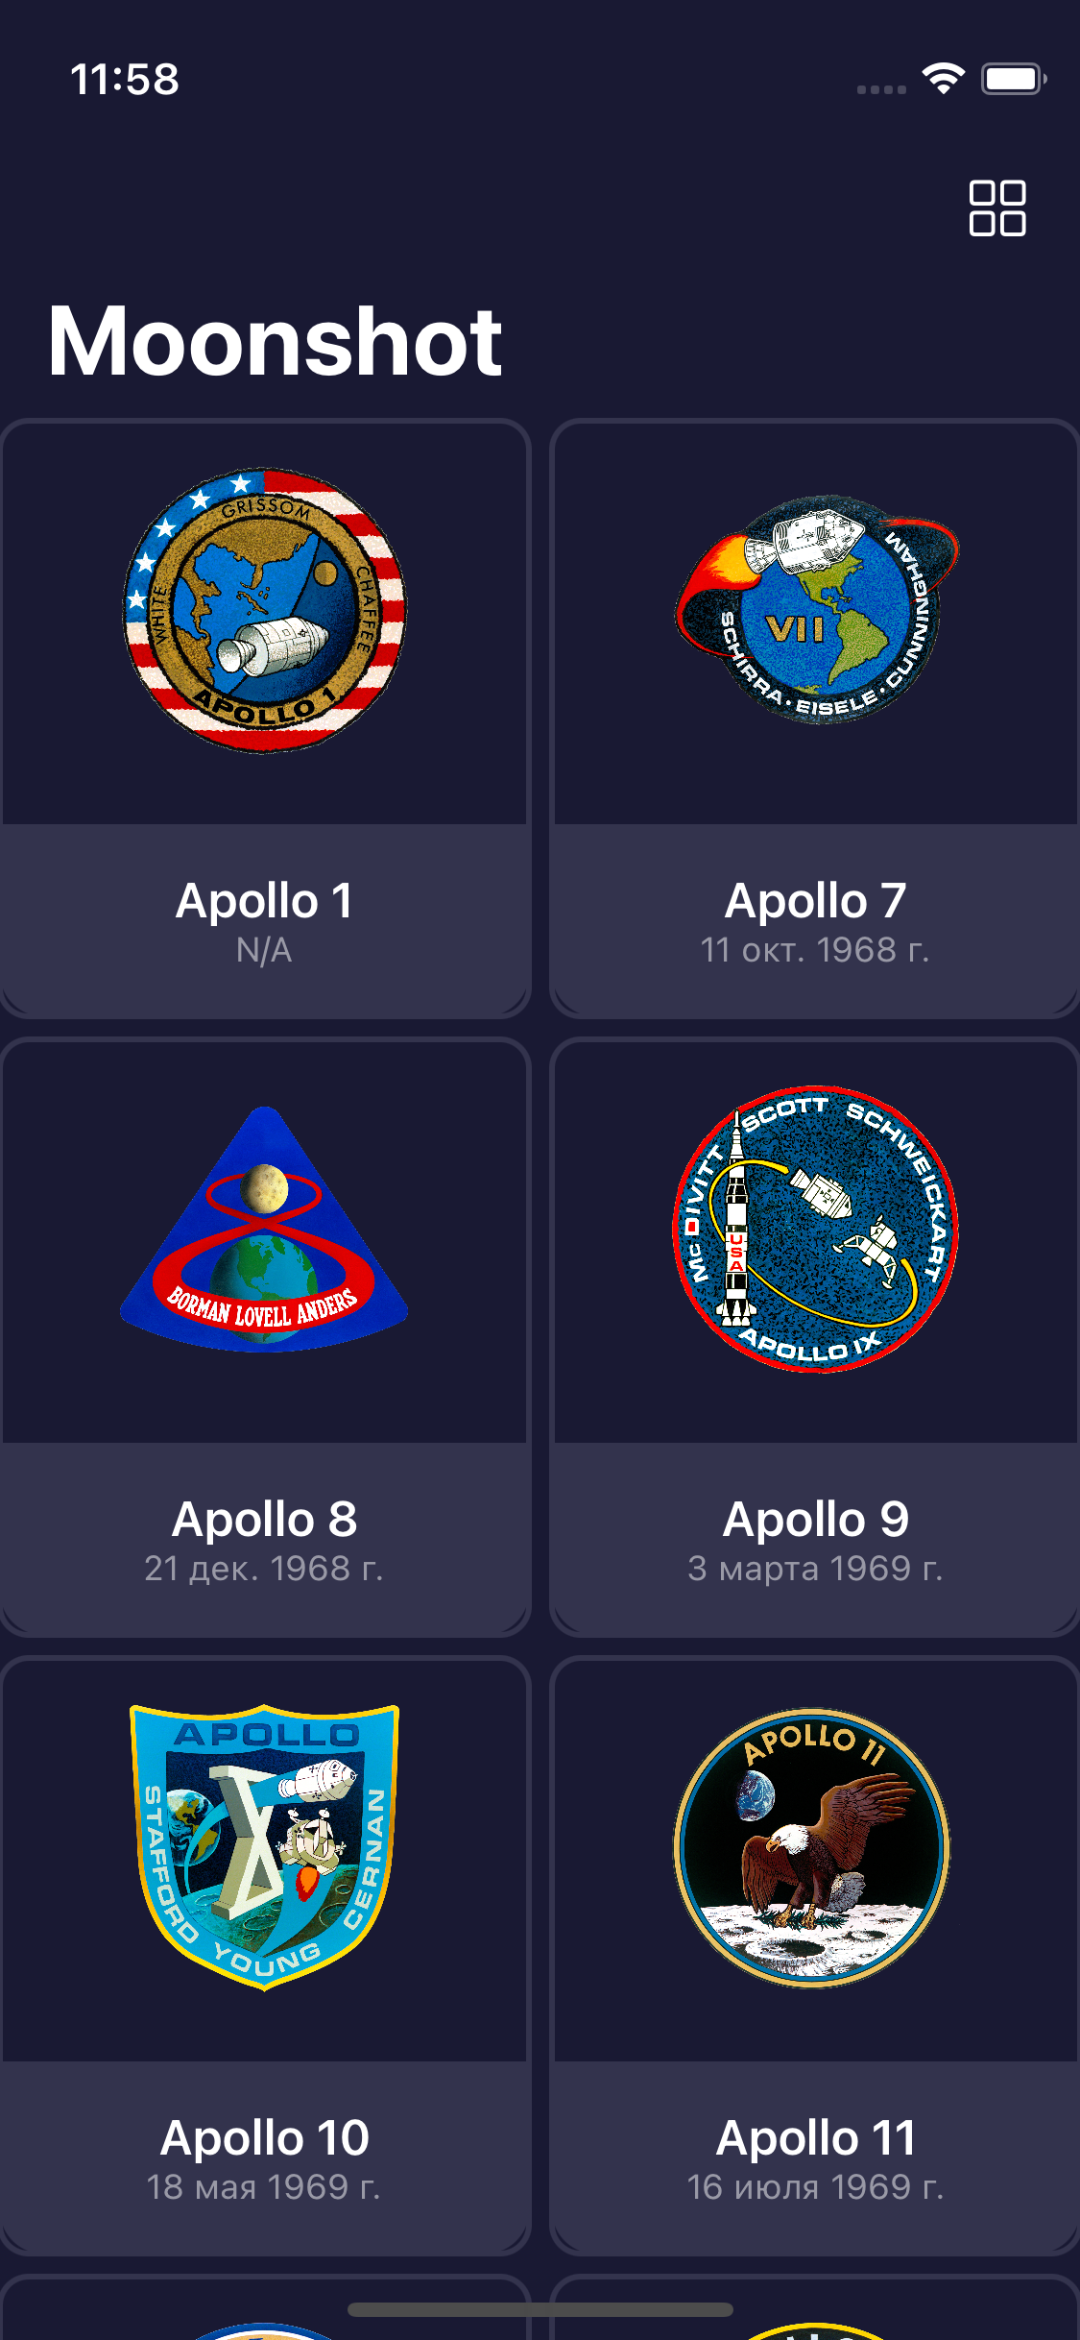 11:58
Moonshot
GRISSOM
WHITE
CHAFFEE
APOLLO 1
VII
SCHIRRA · EISELE · CUNNINGHAM
Apollo 1
N/A
Apollo 7
11 окт. 1968 г.
BORMAN LOVELL ANDERS
McDIVITT SCOTT SCHWEICKART
USA
APOLLO IX
Apollo 8
21 дек. 1968 г.
Apollo 9
3 марта 1969 г.
APOLLO
X
STAFFORD YOUNG CERNAN
APOLLO 11
Apollo 10
18 мая 1969 г.
Apollo 11
16 июля 1969 г.